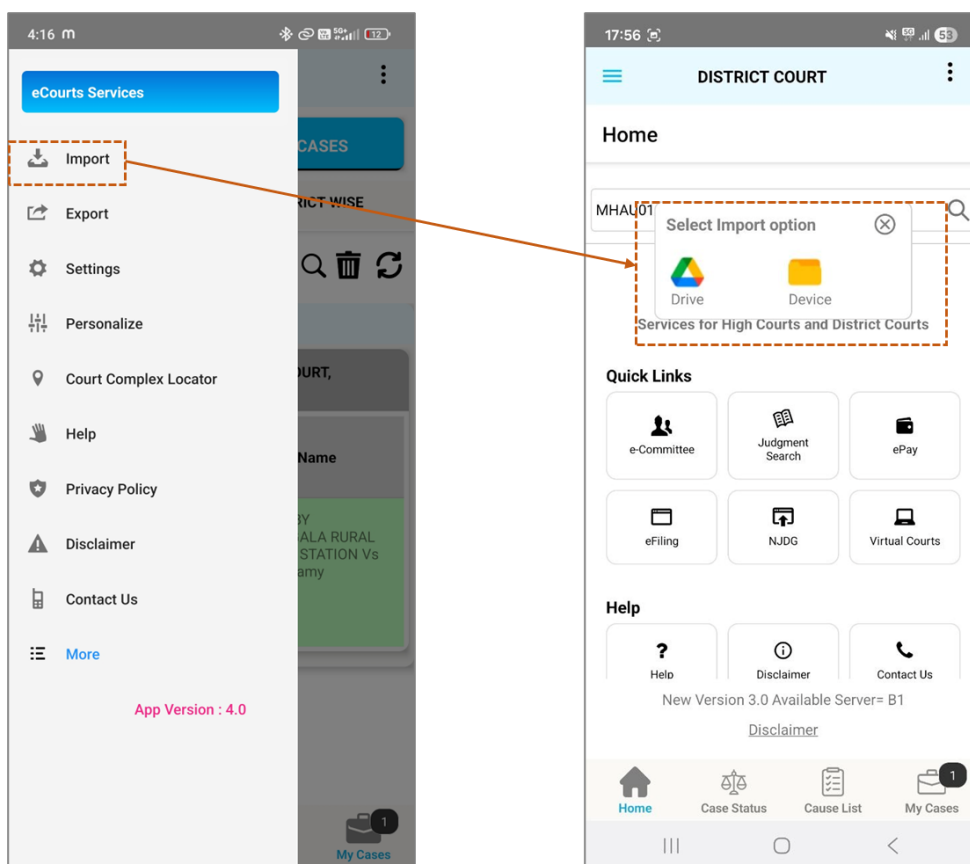 4:16 m
12
eCourts Services
CASES
Import
RICT WISE
Export
Settings
Personalize
Court Complex Locator
OURT,
Help
Name
Privacy Policy
BY
ALA RURAL
STATION Vs
amy
Disclaimer
Contact Us
More
App Version : 4.0
1
My Cases
17:56
5G
53
DISTRICT COURT
Home
MHAU01
Select Import option
Drive
Device
Services for High Courts and District Courts
Quick Links
e-Committee
Judgment
Search
ePay
eFiling
NJDG
Virtual Courts
Help
?
Help
Disclaimer
Contact Us
New Version 3.0 Available Server= B1
Disclaimer
1
Home
Case Status
Cause List
My Cases